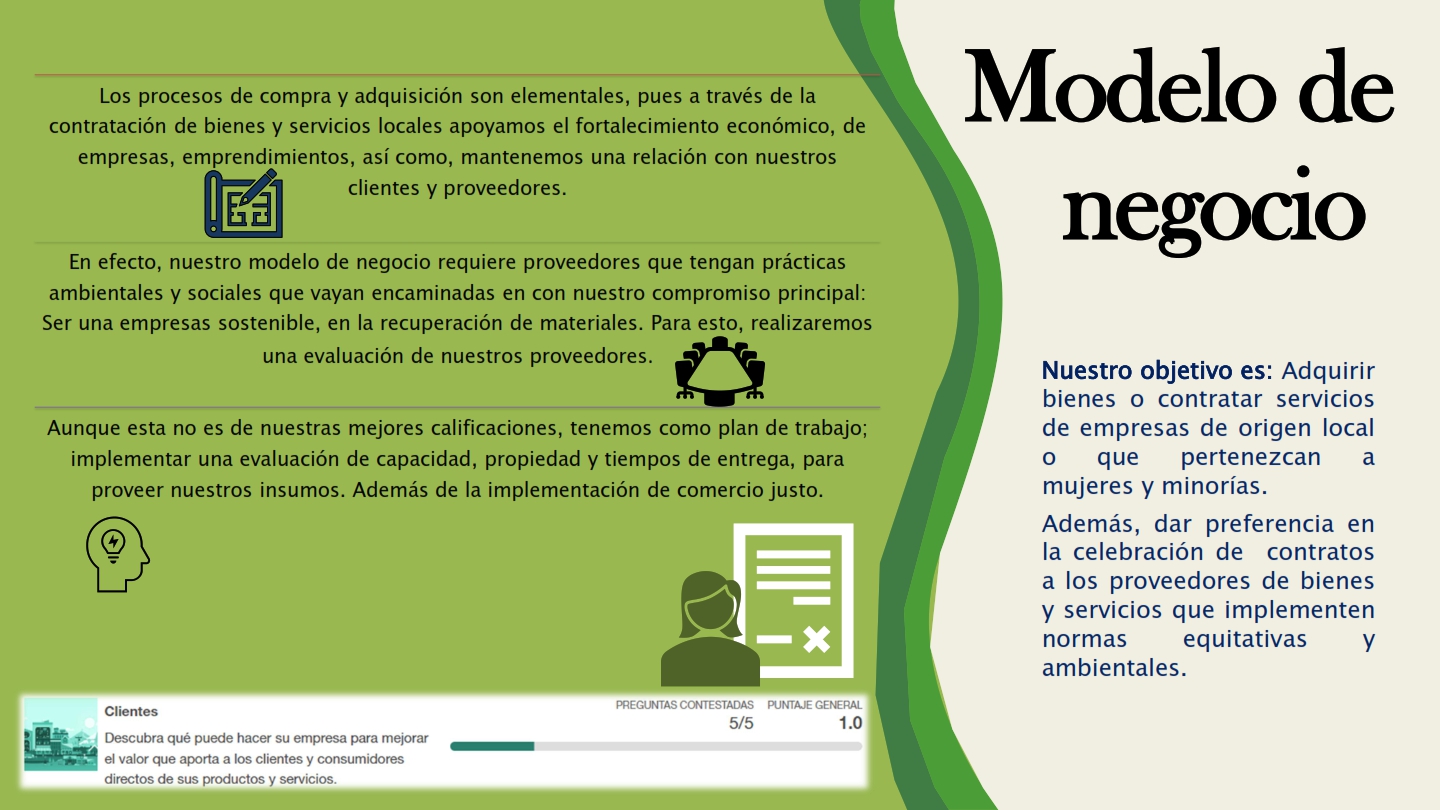 Modelo de
negocio
Los procesos de compra y adquisición son elementales, pues a través de la
contratación de bienes y servicios locales apoyamos el fortalecimiento económico, de
empresas, emprendimientos, así como, mantenemos una relación con nuestros
clientes y proveedores.
En efecto, nuestro modelo de negocio requiere proveedores que tengan prácticas
ambientales y sociales que vayan encaminadas en con nuestro compromiso principal:
Ser una empresas sostenible, en la recuperación de materiales. Para esto, realizaremos
una evaluación de nuestros proveedores.
Aunque esta no es de nuestras mejores calificaciones, tenemos como plan de trabajo;
implementar una evaluación de capacidad, propiedad y tiempos de entrega, para
proveer nuestros insumos. Además de la implementación de comercio justo.
Nuestro objetivo es: Adquirir
bienes o contratar servicios
de empresas de origen local
o que pertenezcan a
mujeres y minorías.
Además, dar preferencia en
la celebración de contratos
a los proveedores de bienes
y servicios que implementen
normas equitativas y
ambientales.
Clientes
Descubra qué puede hacer su empresa para mejorar
el valor que aporta a los clientes y consumidores
directos de sus productos y servicios.
PREGUNTAS CONTESTADAS PUNTAJE GENERAL
5/5 1.0